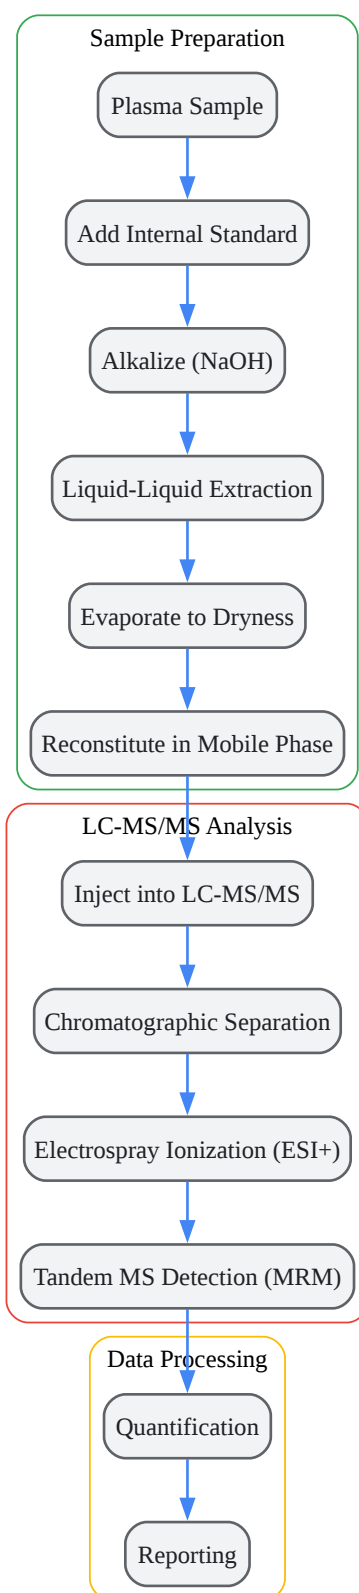 Sample Preparation
Plasma Sample
Add Internal Standard
Alkalize (NaOH)
Liquid-Liquid Extraction
Evaporate to Dryness
Reconstitute in Mobile Phase
LC-MS/MS Analysis
Inject into LC-MS/MS
Chromatographic Separation
Electrospray Ionization (ESI+)
Tandem MS Detection (MRM)
Data Processing
Quantification
Reporting